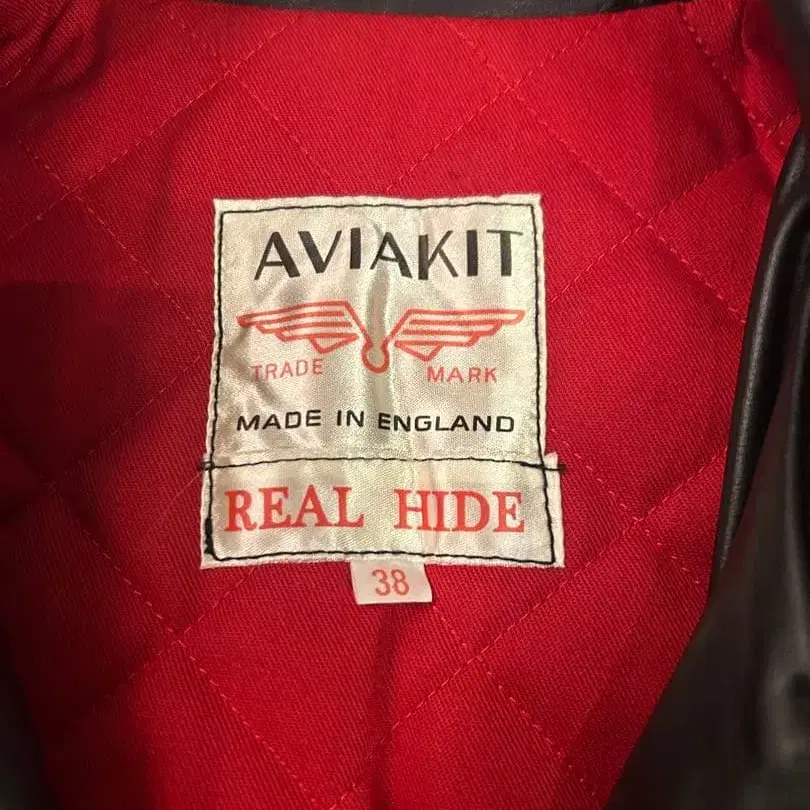 AVIAKIT
TRADE MARK
MADE IN ENGLAND
REAL HIDE
38